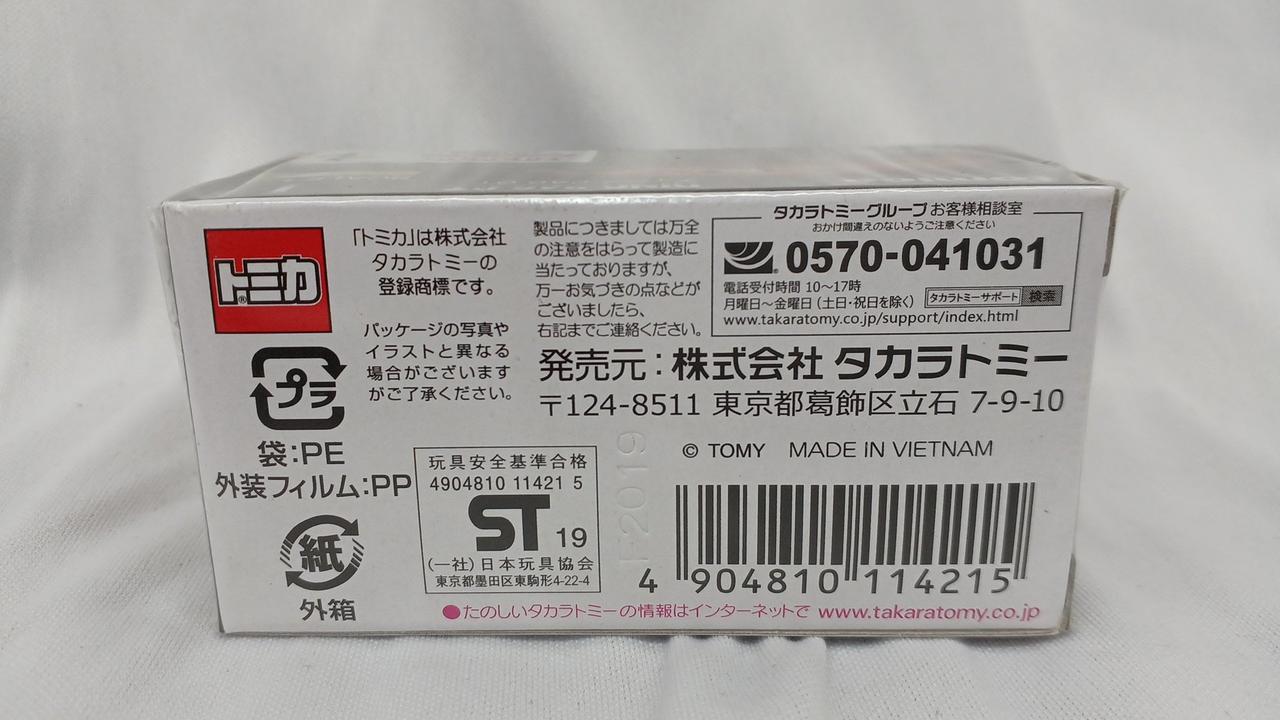 トミカ®
「トミカ」は株式会社
タカラトミーの
登録商標です。
パッケージの写真や
イラストと異なる
場合がございます
がご了承ください。
製品につきましては万全
の注意をはらって製造に
当たっておりますが、
万一お気づきの点などが
ございましたら、
右記までご連絡ください。
タカラトミーグループ お客様相談室
おかけ間違えのないようご注意ください
0570-041031
電話受付時間 10〜17時
月曜日〜金曜日 (土日・祝日を除く) タカラトミーサポート 検索
www.takaratomy.co.jp/support/index.html
発売元：株式会社 タカラトミー
〒124-8511 東京都葛飾区立石 7-9-10
© TOMY MADE IN VIETNAM
プラ
袋:PE
外装フィルム:PP
紙
外箱
玩具安全基準合格
4904810 11421 5
ST 19
(一社)日本玩具協会
東京都墨田区東駒形4-22-4
F2019
4 904810 114215
●たのしいタカラトミーの情報はインターネットで www.takaratomy.co.jp